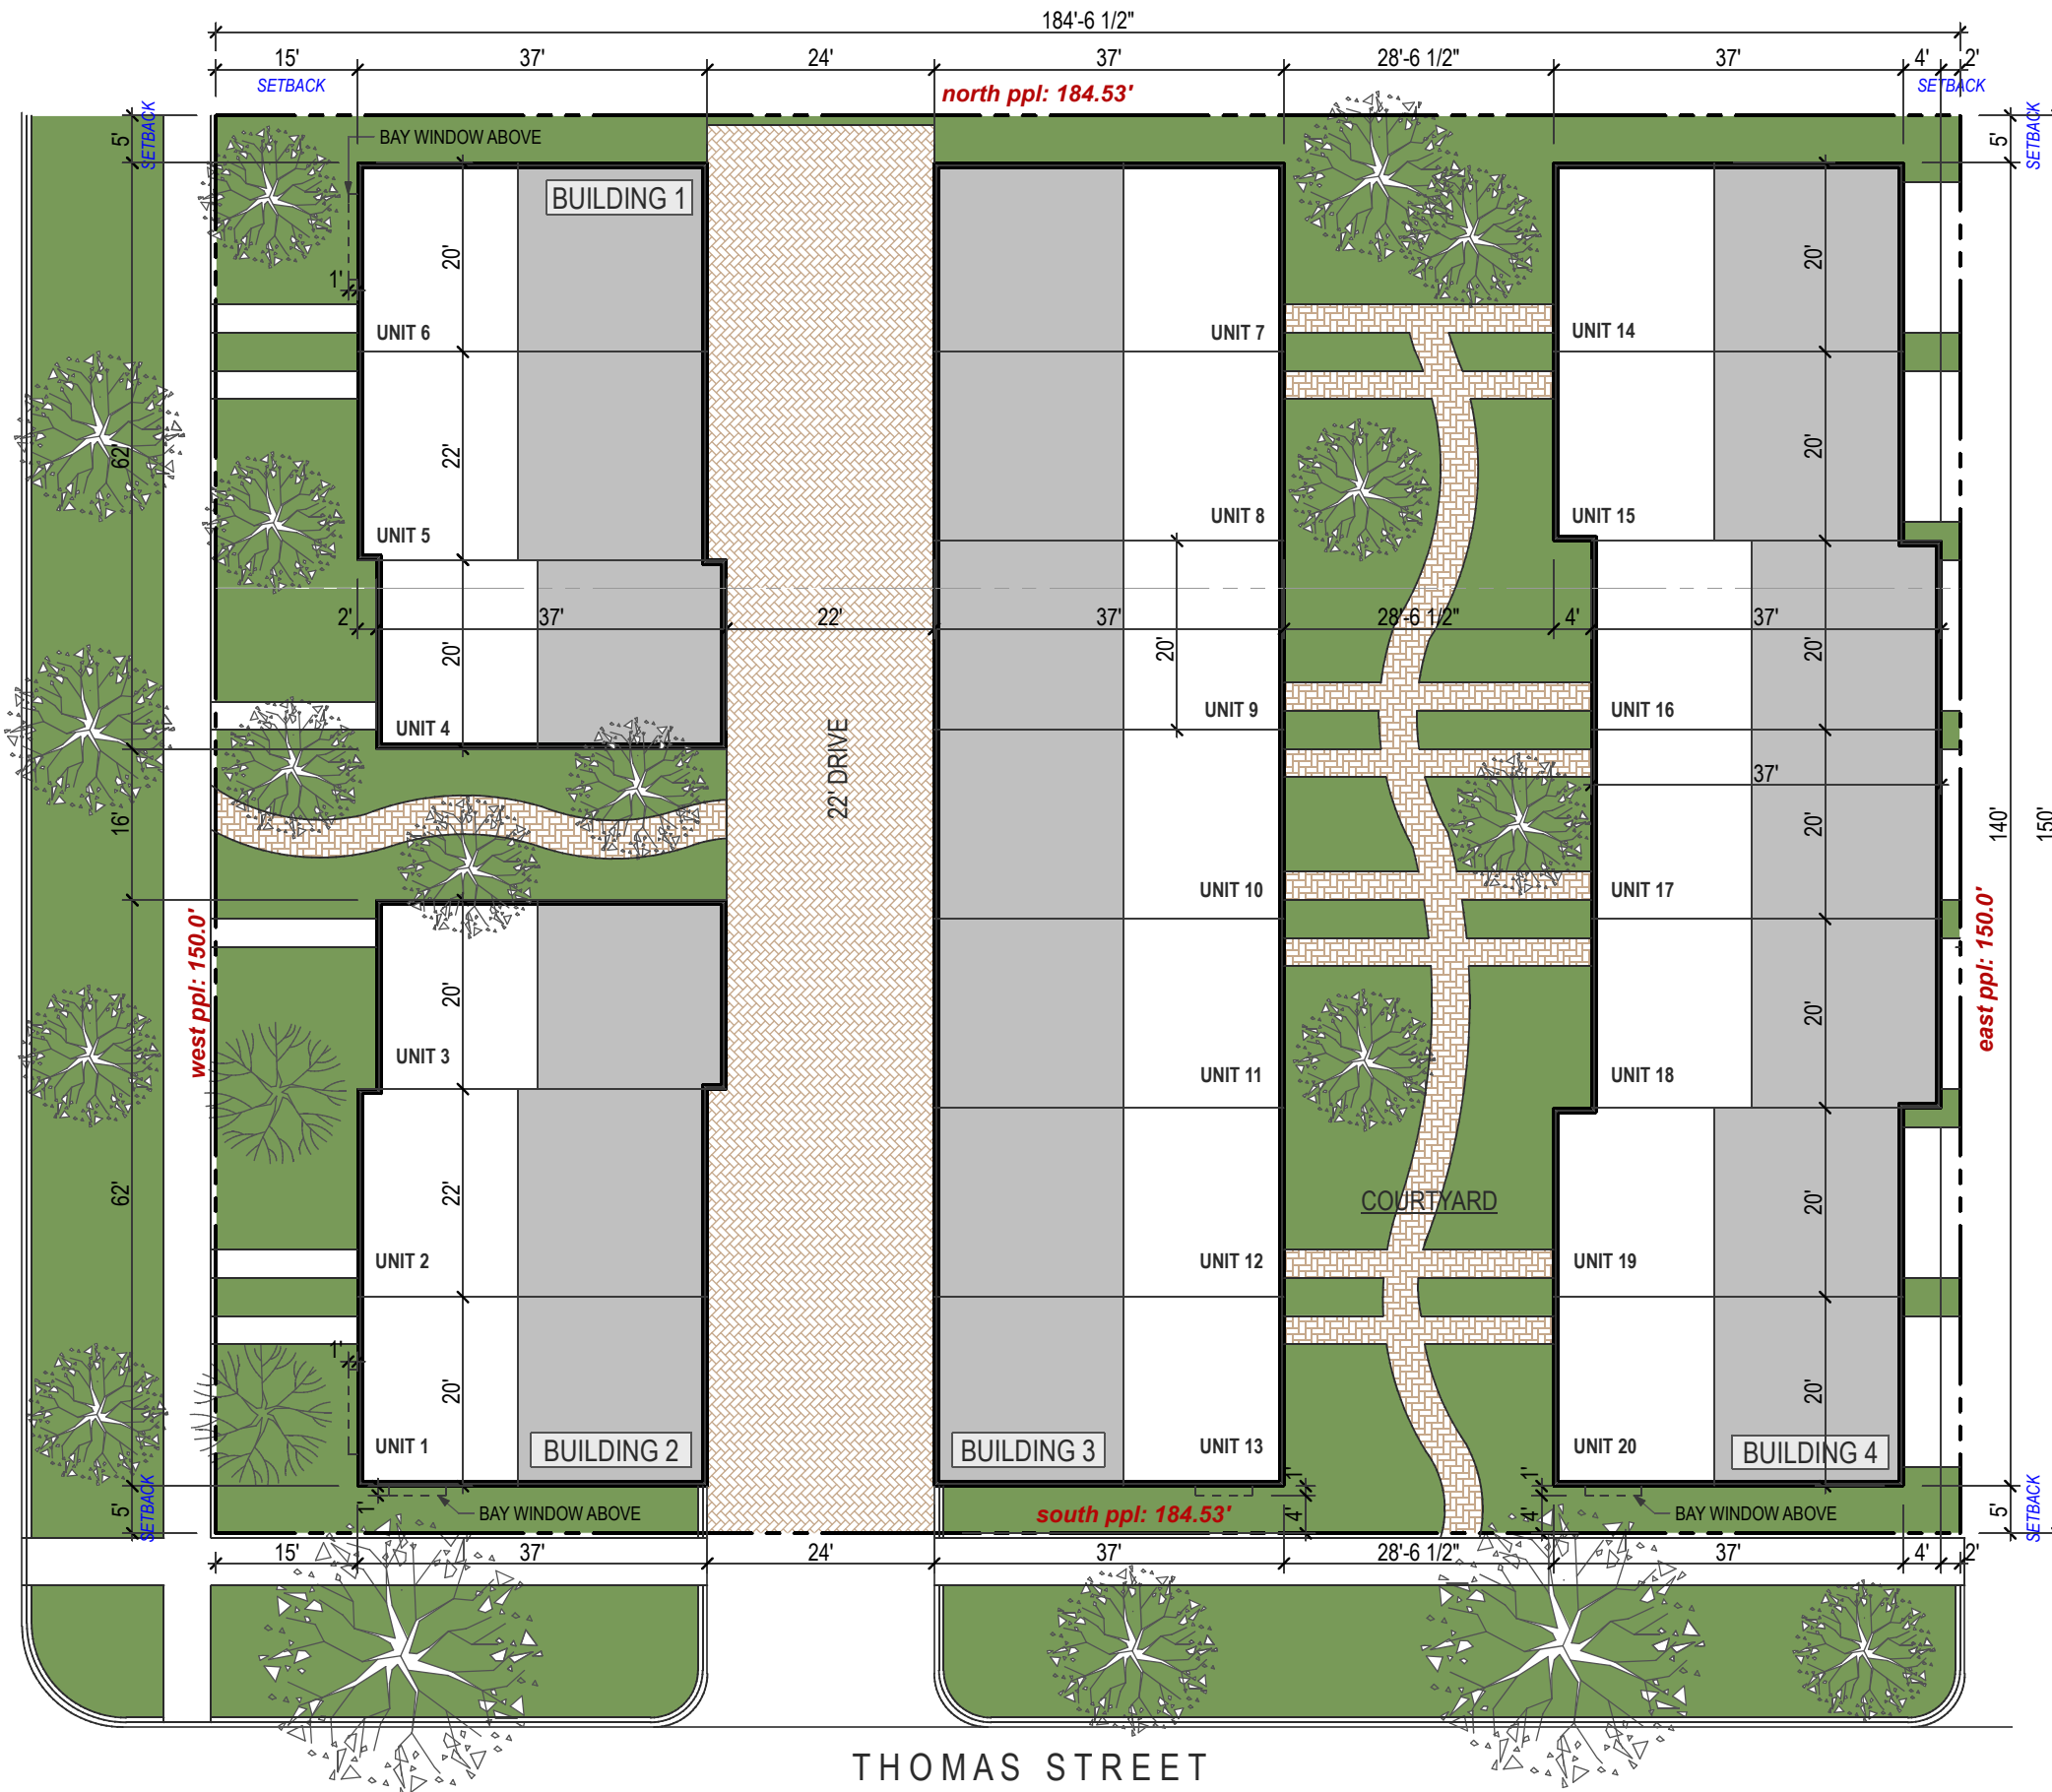 184'-6 1/2"
15'
37'
24'
37'
28'-6 1/2"
37'
4'
2'
SETBACK
SETBACK
north ppl: 184.53'
5'
SETBACK
BAY WINDOW ABOVE
5'
SETBACK
BUILDING 1
20'
20'
1'
UNIT 6
UNIT 7
UNIT 14
62'
22'
20'
UNIT 5
UNIT 8
UNIT 15
2'
37'
22'
37'
28'-6 1/2"
4'
37'
20'
20'
20'
UNIT 4
UNIT 9
UNIT 16
22' DRIVE
37'
16'
20'
140'
150'
UNIT 10
UNIT 17
west ppl: 150.0'
east ppl: 150.0'
20'
20'
UNIT 3
UNIT 11
UNIT 18
62'
22'
COURTYARD
20'
UNIT 2
UNIT 12
UNIT 19
1'
20'
20'
UNIT 1
BUILDING 2
BUILDING 3
UNIT 13
UNIT 20
BUILDING 4
5'
SETBACK
1'
BAY WINDOW ABOVE
south ppl: 184.53'
1'
4'
1'
4'
BAY WINDOW ABOVE
5'
SETBACK
15'
37'
24'
37'
28'-6 1/2"
37'
4'
2'
THOMAS STREET